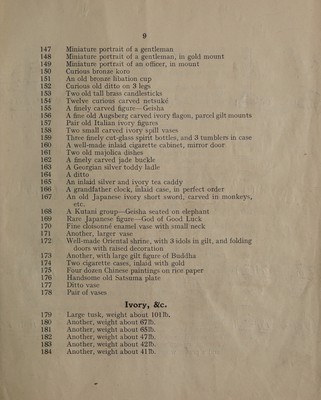 9
147 Miniature portrait of a gentleman
148 Miniature portrait of a gentleman, in gold mount
149 Miniature portrait of an officer, in mount
150 Curious bronze koro
151 An old bronze libation cup
152 Curious old ditto on 3 legs
153 Two old tall brass candlesticks
154 Twelve curious carved netsuké
155 A finely carved figure—Geisha
156 A fine old Augsberg carved ivory flagon, parcel gilt mounts
157 Pair old Italian ivory figures
158 Two small carved ivory spill vases
159 Three finely cut-glass spirit bottles, and 3 tumblers in case
160 A well-made inlaid cigarette cabinet, mirror door
161 Two old majolica dishes
162 A finely carved jade buckle
163 A Georgian silver toddy ladle
164 A ditto
165 An inlaid silver and ivory tea caddy
166 A grandfather clock, inlaid case, in perfect order
167 An old Japanese ivory short sword, carved in monkeys,
etc.
168 A Kutani group—Geisha seated on elephant
169 Rare Japanese figure—God of Good Luck
170 Fine cloisonné enamel vase with small neck
171 Another, larger vase
172 Well-made Oriental shrine, with 3 idols in gilt, and folding
doors with raised decoration
173 Another, with large gilt figure of Buddha
174 Two cigarette cases, inlaid with gold
175 Four dozen Chinese paintings on rice paper
176 Handsome old Satsuma plate
177 Ditto vase
178 Pair of vases
Ivory, &c.
179 Large tusk, weight about 101 lb.
180 Another, weight about 67 lb.
181 Another, weight about 65 lb.
182 Another, weight about 47 lb.
183 Another, weight about 42 lb.
184 Another, weight about 41 lb.